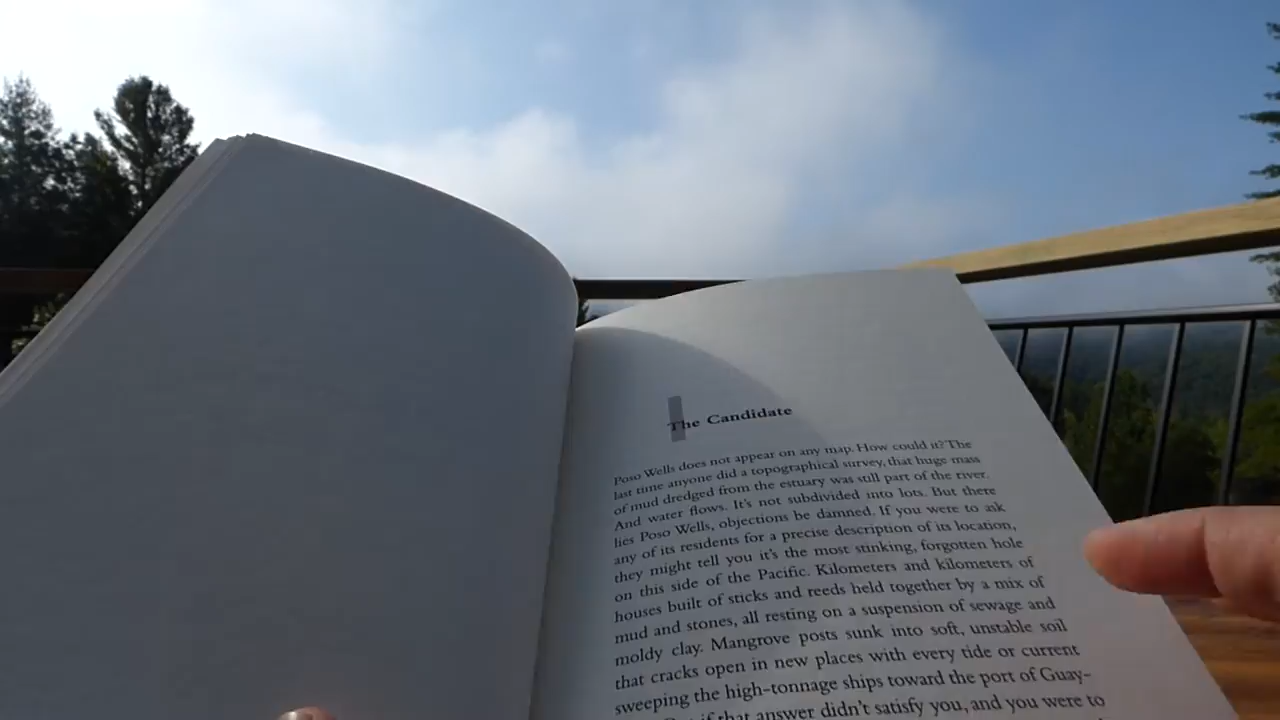 The Candidate
Poso Wells does not appear on any map. How could it? The
last time anyone did a topographical survey, that huge mass
of mud dredged from the estuary was still part of the river.
And water flows. It's not subdivided into lots. But there
lies Poso Wells, objections be damned. If you were to ask
any of its residents for a precise description of its location,
they might tell you it's the most stinking, forgotten hole
on this side of the Pacific. Kilometers and kilometers of
houses built of sticks and reeds held together by a mix of
mud and stones, all resting on a suspension of sewage and
moldy clay. Mangrove posts sunk into soft, unstable soil
that cracks open in new places with every tide or current
sweeping the high-tonnage ships toward the port of Guay-
if that answer didn't satisfy you, and you were to